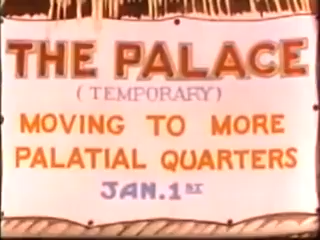 THE PALACE
(TEMPORARY)
MOVING TO MORE
PALATIAL QUARTERS
JAN. 1ST